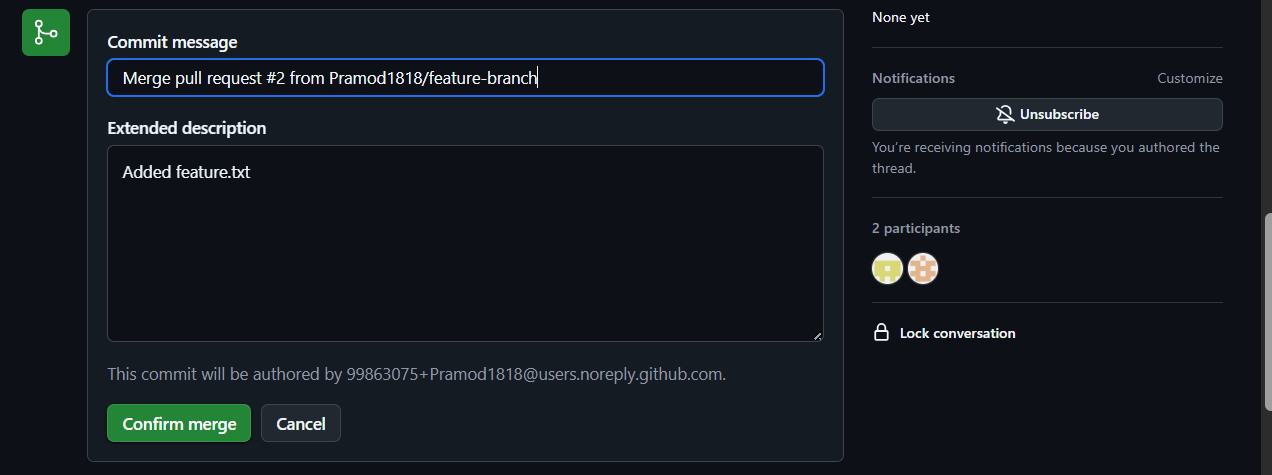 Commit message
Merge pull request #2 from Pramod1818/feature-branch
Extended description
Added feature.txt
This commit will be authored by 99863075+Pramod1818@users.noreply.github.com.
Confirm merge
Cancel
None yet
Notifications
Customize
Unsubscribe
You're receiving notifications because you authored the
thread.
2 participants
Lock conversation